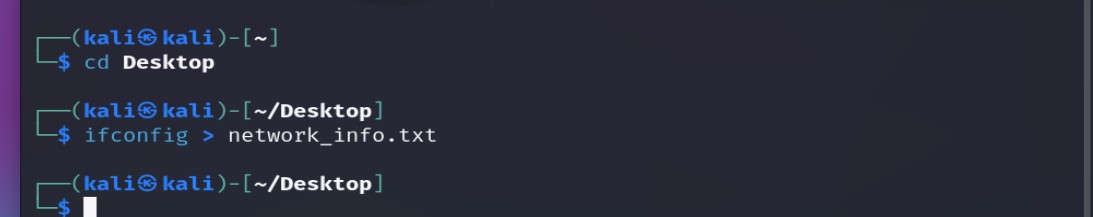 ┌──(kali㉿kali)-[~]
└─$ cd Desktop
┌──(kali㉿kali)-[~/Desktop]
└─$ ifconfig > network_info.txt
┌──(kali㉿kali)-[~/Desktop]
└─$